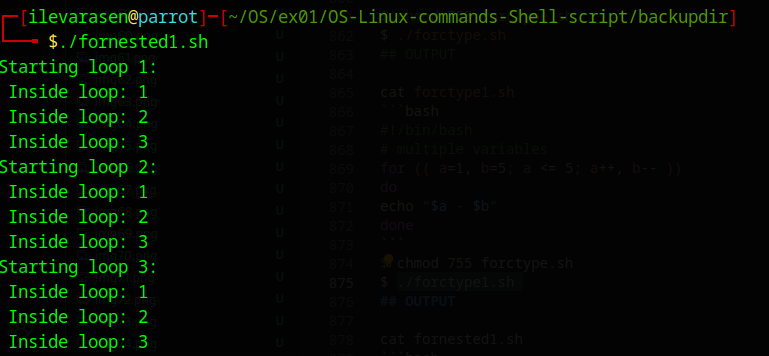 ┌─[ilevarasen@parrot]─[~/OS/ex01/OS-Linux-commands-Shell-script/backupdir]
└──╼ $./fornested1.sh
Starting loop 1:
 Inside loop: 1
 Inside loop: 2
 Inside loop: 3
Starting loop 2:
 Inside loop: 1
 Inside loop: 2
 Inside loop: 3
Starting loop 3:
 Inside loop: 1
 Inside loop: 2
 Inside loop: 3
862 $ ./forctype.sh
863 ## OUTPUT
864
865 cat forctype1.sh
866 ```bash
867 #!/bin/bash
868 # multiple variables
869 for (( a=1, b=5; a <= 5; a++, b-- ))
870 do
871 echo "$a - $b"
872 done
873 ```
874 chmod 755 forctype.sh
875 $ ./forctype1.sh
876 ## OUTPUT
877
878 cat fornested1.sh
```bash